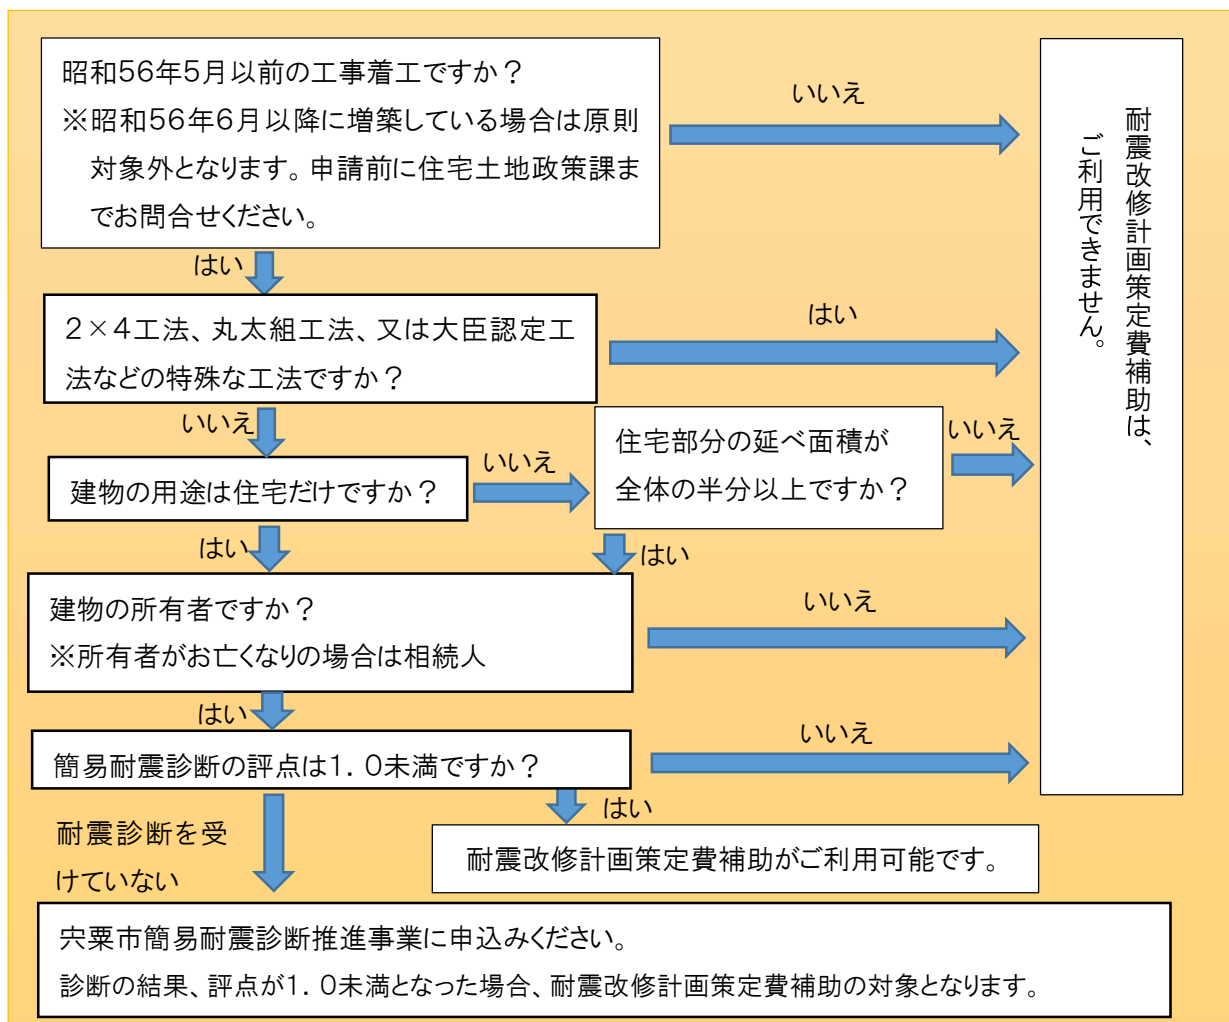 昭和56年5月以前の工事着工ですか？
※昭和56年6月以降に増築している場合は原則
対象外となります。申請前に住宅土地政策課ま
でお問合せください。
いいえ
はい
2×4工法、丸太組工法、又は大臣認定工
法などの特殊な工法ですか？
はい
いいえ
建物の用途は住宅だけですか？
いいえ
住宅部分の延べ面積が
全体の半分以上ですか？
いいえ
はい
はい
建物の所有者ですか？
※所有者がお亡くなりの場合は相続人
いいえ
はい
簡易耐震診断の評点は1．0未満ですか？
いいえ
はい
耐震改修計画策定費補助がご利用可能です。
耐震診断を受
けていない
宍粟市簡易耐震診断推進事業に申込みください。
診断の結果、評点が1．0未満となった場合、耐震改修計画策定費補助の対象となります。
耐震改修計画策定費補助は、
ご利用できません。